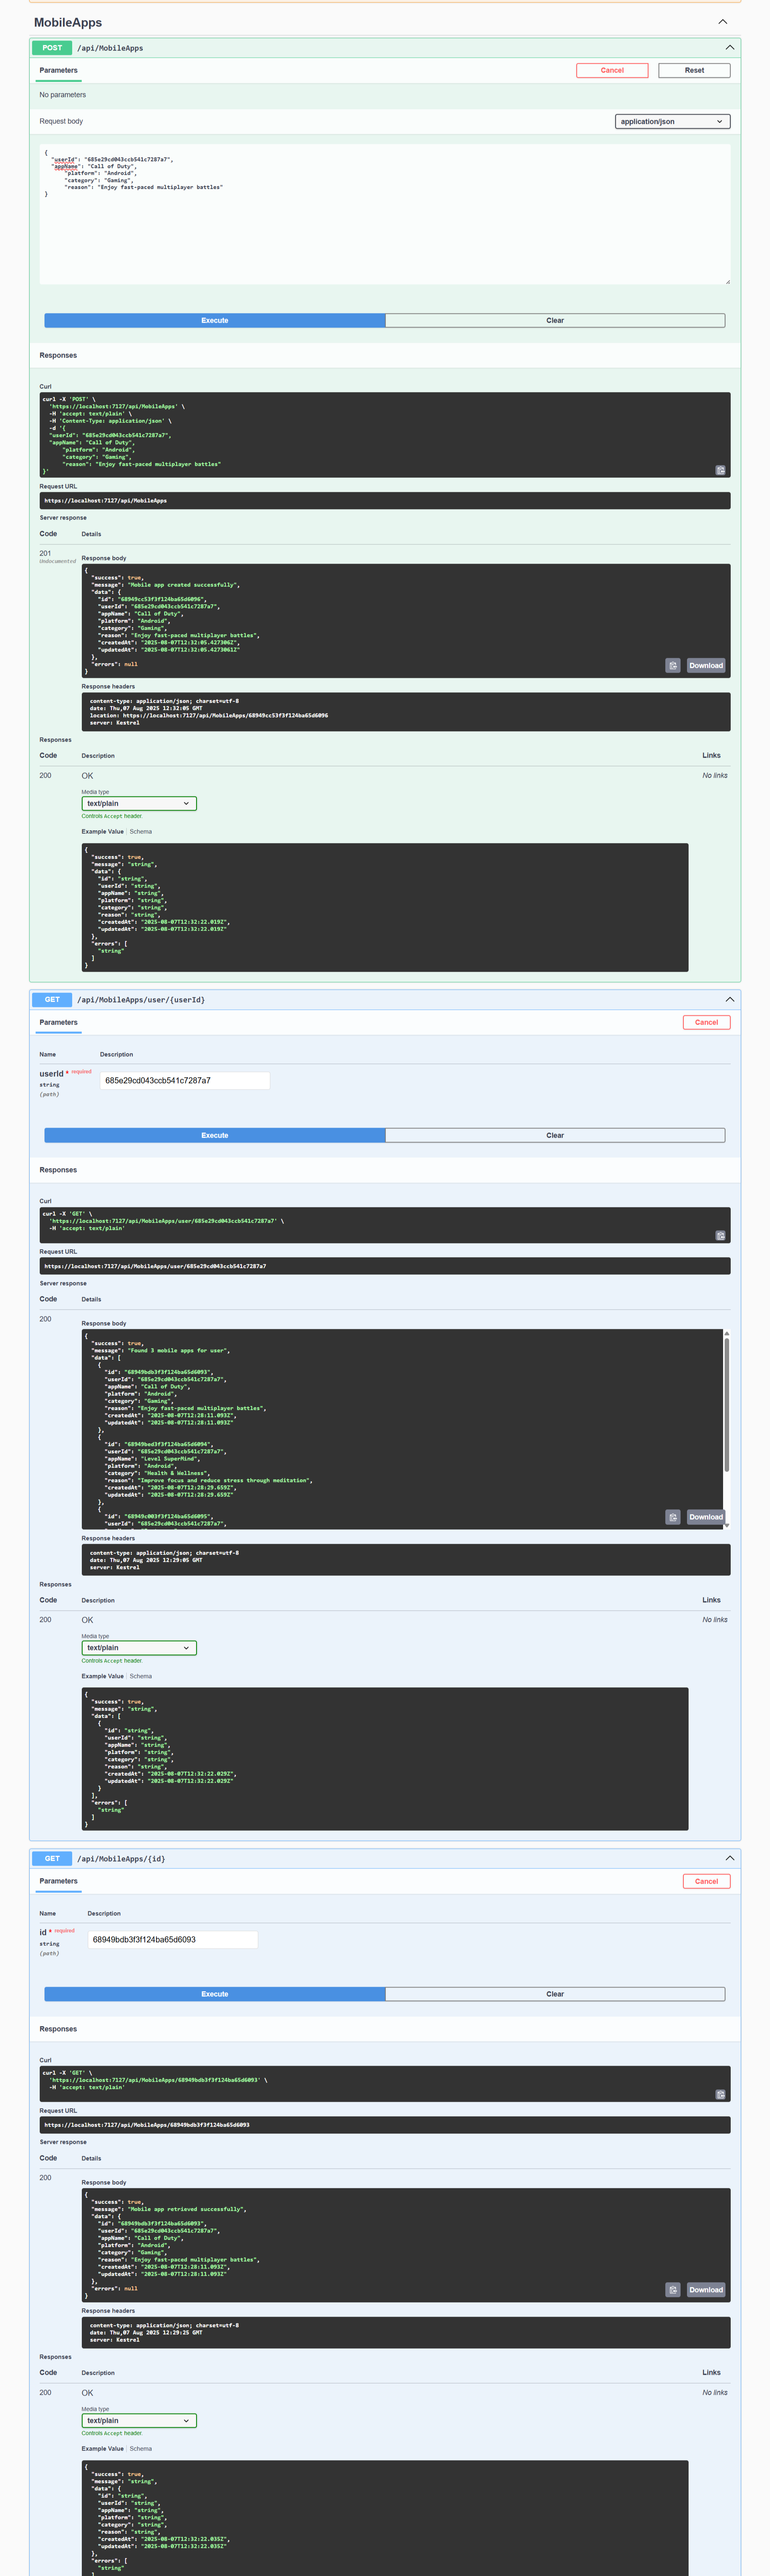 MobileApps
POST /api/MobileApps
Parameters
Cancel
Reset
No parameters
Request body
application/json
{
  "userId": "685e29cd043ccb541c7287a7",
  "appName": "Call of Duty",
      "platform": "Android",
      "category": "Gaming",
      "reason": "Enjoy fast-paced multiplayer battles"
}
Execute
Clear
Responses
Curl
curl -X 'POST' \
  'https://localhost:7127/api/MobileApps' \
  -H 'accept: text/plain' \
  -H 'Content-Type: application/json' \
  -d '{
  "userId": "685e29cd043ccb541c7287a7",
  "appName": "Call of Duty",
      "platform": "Android",
      "category": "Gaming",
      "reason": "Enjoy fast-paced multiplayer battles"
}'
Request URL
https://localhost:7127/api/MobileApps
Server response
Code Details
201
Undocumented
Response body
{
  "success": true,
  "message": "Mobile app created successfully",
  "data": {
    "id": "68949cc53f3f124ba65d6096",
    "userId": "685e29cd043ccb541c7287a7",
    "appName": "Call of Duty",
    "platform": "Android",
    "category": "Gaming",
    "reason": "Enjoy fast-paced multiplayer battles",
    "createdAt": "2025-08-07T12:32:05.427306Z",
    "updatedAt": "2025-08-07T12:32:05.4273061Z"
  },
  "errors": null
}
Download
Response headers
content-type: application/json; charset=utf-8
date: Thu,07 Aug 2025 12:32:05 GMT
location: https://localhost:7127/api/MobileApps/68949cc53f3f124ba65d6096
server: Kestrel
Responses
Code Description Links
200 OK No links
Media type
text/plain
Controls Accept header.
Example Value Schema
{
  "success": true,
  "message": "string",
  "data": {
    "id": "string",
    "userId": "string",
    "appName": "string",
    "platform": "string",
    "category": "string",
    "reason": "string",
    "createdAt": "2025-08-07T12:32:22.019Z",
    "updatedAt": "2025-08-07T12:32:22.019Z"
  },
  "errors": [
    "string"
  ]
}
GET /api/MobileApps/user/{userId}
Parameters
Cancel
Name Description
userId * required
string
(path)
685e29cd043ccb541c7287a7
Execute
Clear
Responses
Curl
curl -X 'GET' \
  'https://localhost:7127/api/MobileApps/user/685e29cd043ccb541c7287a7' \
  -H 'accept: text/plain'
Request URL
https://localhost:7127/api/MobileApps/user/685e29cd043ccb541c7287a7
Server response
Code Details
200
Response body
{
  "success": true,
  "message": "Found 3 mobile apps for user",
  "data": [
    {
      "id": "68949bdb3f3f124ba65d6093",
      "userId": "685e29cd043ccb541c7287a7",
      "appName": "Call of Duty",
      "platform": "Android",
      "category": "Gaming",
      "reason": "Enjoy fast-paced multiplayer battles",
      "createdAt": "2025-08-07T12:28:11.093Z",
      "updatedAt": "2025-08-07T12:28:11.093Z"
    },
    {
      "id": "68949bed3f3f124ba65d6094",
      "userId": "685e29cd043ccb541c7287a7",
      "appName": "Level SuperMind",
      "platform": "Android",
      "category": "Health & Wellness",
      "reason": "Improve focus and reduce stress through meditation",
      "createdAt": "2025-08-07T12:28:29.659Z",
      "updatedAt": "2025-08-07T12:28:29.659Z"
    },
    {
      "id": "68949c003f3f124ba65d6095",
      "userId": "685e29cd043ccb541c7287a7",
Download
Response headers
content-type: application/json; charset=utf-8
date: Thu,07 Aug 2025 12:29:05 GMT
server: Kestrel
Responses
Code Description Links
200 OK No links
Media type
text/plain
Controls Accept header.
Example Value Schema
{
  "success": true,
  "message": "string",
  "data": [
    {
      "id": "string",
      "userId": "string",
      "appName": "string",
      "platform": "string",
      "category": "string",
      "reason": "string",
      "createdAt": "2025-08-07T12:32:22.029Z",
      "updatedAt": "2025-08-07T12:32:22.029Z"
    }
  ],
  "errors": [
    "string"
  ]
}
GET /api/MobileApps/{id}
Parameters
Cancel
Name Description
id * required
string
(path)
68949bdb3f3f124ba65d6093
Execute
Clear
Responses
Curl
curl -X 'GET' \
  'https://localhost:7127/api/MobileApps/68949bdb3f3f124ba65d6093' \
  -H 'accept: text/plain'
Request URL
https://localhost:7127/api/MobileApps/68949bdb3f3f124ba65d6093
Server response
Code Details
200
Response body
{
  "success": true,
  "message": "Mobile app retrieved successfully",
  "data": {
    "id": "68949bdb3f3f124ba65d6093",
    "userId": "685e29cd043ccb541c7287a7",
    "appName": "Call of Duty",
    "platform": "Android",
    "category": "Gaming",
    "reason": "Enjoy fast-paced multiplayer battles",
    "createdAt": "2025-08-07T12:28:11.093Z",
    "updatedAt": "2025-08-07T12:28:11.093Z"
  },
  "errors": null
}
Download
Response headers
content-type: application/json; charset=utf-8
date: Thu,07 Aug 2025 12:29:25 GMT
server: Kestrel
Responses
Code Description Links
200 OK No links
Media type
text/plain
Controls Accept header.
Example Value Schema
{
  "success": true,
  "message": "string",
  "data": {
    "id": "string",
    "userId": "string",
    "appName": "string",
    "platform": "string",
    "category": "string",
    "reason": "string",
    "createdAt": "2025-08-07T12:32:22.035Z",
    "updatedAt": "2025-08-07T12:32:22.035Z"
  },
  "errors": [
    "string"